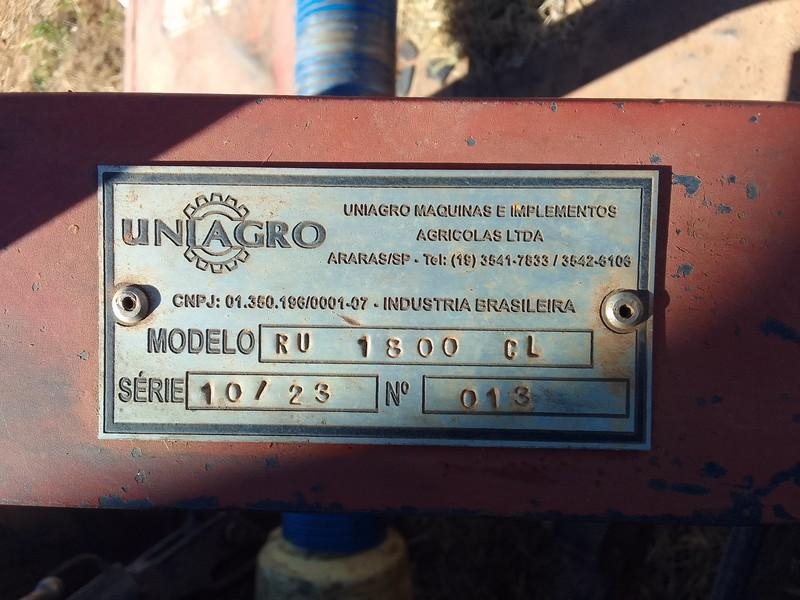 UNIAGRO
UNIAGRO MAQUINAS E IMPLEMENTOS
AGRICOLAS LTDA
ARARAS/SP - Tel: (19) 3541-7833 / 3542-6106
CNPJ: 01.350.196/0001-07 - INDUSTRIA BRASILEIRA
MODELO RU 1800 CL
SÉRIE 10/23 Nº 013